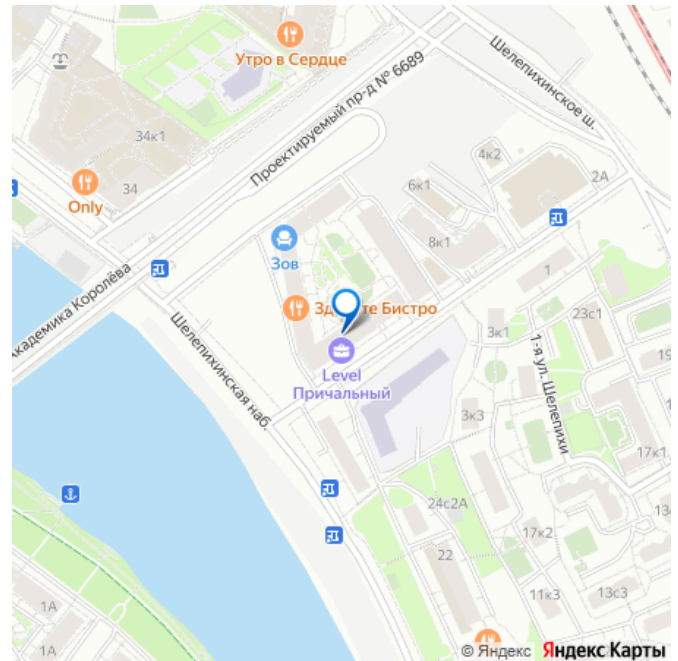 Утро в Сердце
Шелепихинское ш.
Проектируемый пр-д № 6689
34к1
34
Only
4к2
2А
6к1
8к1
Зов
Академика Королёва
1
Шелепихинская наб.
Бистро
23с1
3к1
1-я ул. Шелепихи
19
Level
Причальный
3к3
17к1
24с2А
13
17к2
22
11к3
13с3
1А
1А
© Яндекс Яндекс Карты